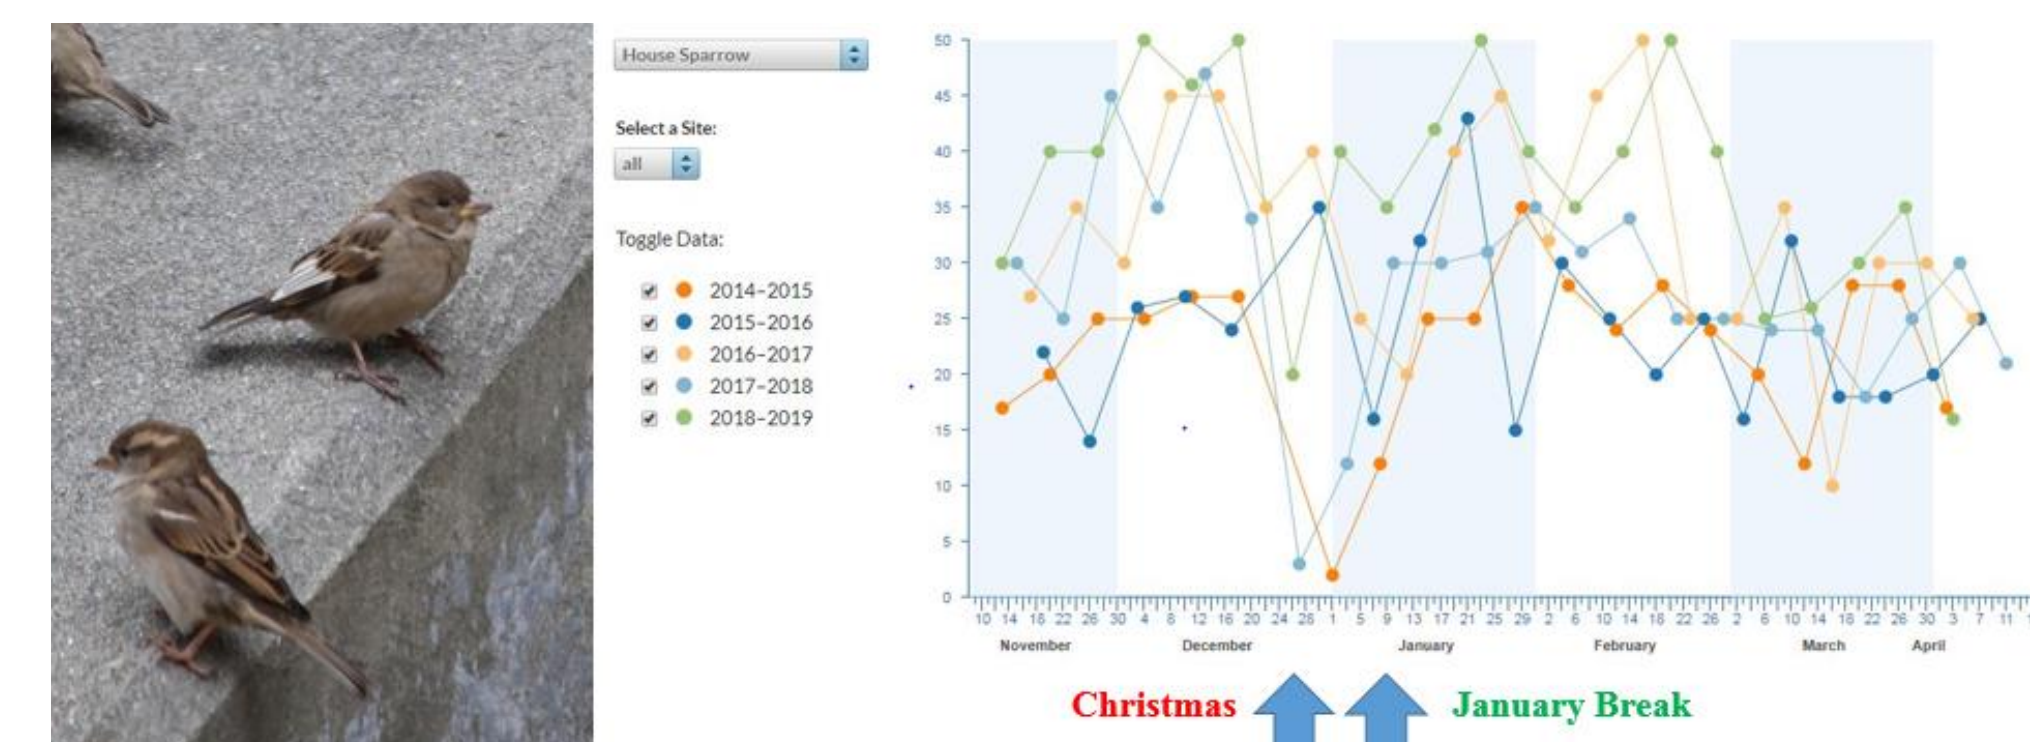 House Sparrow
Select a Site:
all
Toggle Data:
2014-2015
2015-2016
2016-2017
2017-2018
2018-2019
50
45
40
35
30
25
20
15
10
5
0
10 14 18 22 26 30 4 8 12 16 20 24 28 1 5 9 13 17 21 25 29 2 6 10 14 18 22 26 2 6 10 14 18 22 26 30 3 7 11
November December January February March April
Christmas January Break